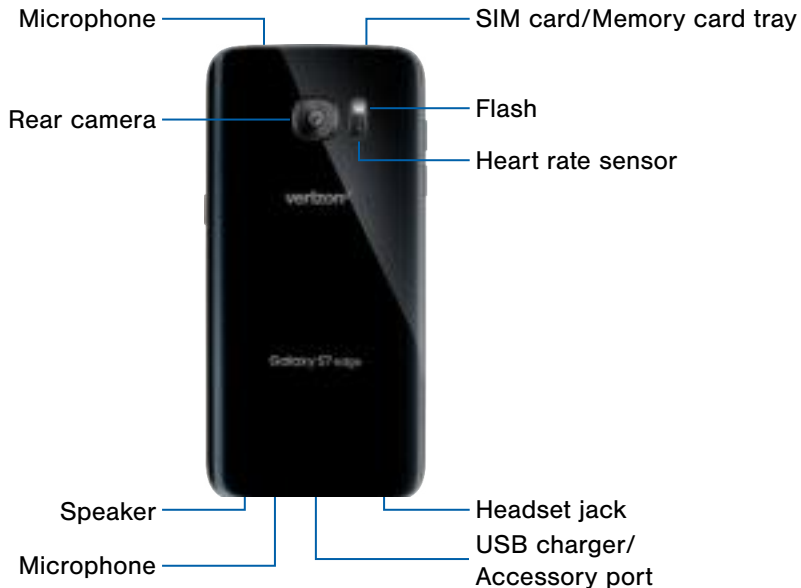 Microphone
SIM card/Memory card tray
Rear camera
Flash
Heart rate sensor
verizon
Galaxy S7 edge
Speaker
Headset jack
Microphone
USB charger/
Accessory port